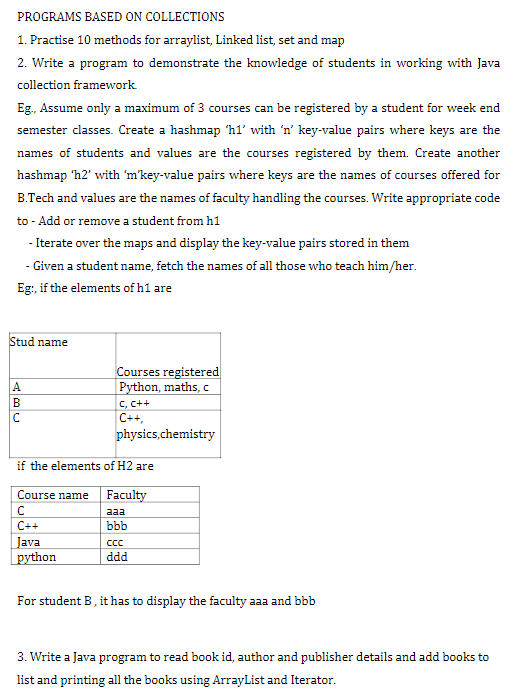 PROGRAMS BASED ON COLLECTIONS
1. Practise 10 methods for arraylist, Linked list, set and map
2. Write a program to demonstrate the knowledge of students in working with Java
collection framework.
Eg., Assume only a maximum of 3 courses can be registered by a student for week end
semester classes. Create a hashmap ‘h1’ with ‘n’ key-value pairs where keys are the
names of students and values are the courses registered by them. Create another
hashmap ‘h2’ with ‘m’key-value pairs where keys are the names of courses offered for
B.Tech and values are the names of faculty handling the courses. Write appropriate code
to - Add or remove a student from h1
- Iterate over the maps and display the key-value pairs stored in them
- Given a student name, fetch the names of all those who teach him/her.
Eg:, if the elements of h1 are
Stud name
Courses registered
A Python, maths, c
B c, c++
C C++,
physics,chemistry
if the elements of H2 are
Course name Faculty
C aaa
C++ bbb
Java ccc
python ddd
For student B , it has to display the faculty aaa and bbb
3. Write a Java program to read book id, author and publisher details and add books to
list and printing all the books using ArrayList and Iterator.